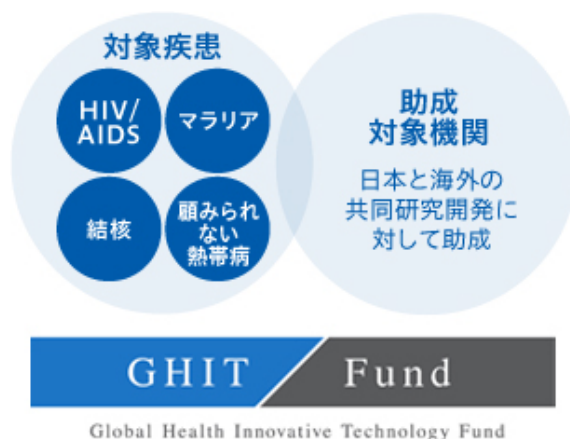 対象疾患
HIV/
AIDS
マラリア
結核
顧みられ
ない
熱帯病
助成
対象機関
日本と海外の
共同研究開発に
対して助成
GHIT Fund
Global Health Innovative Technology Fund